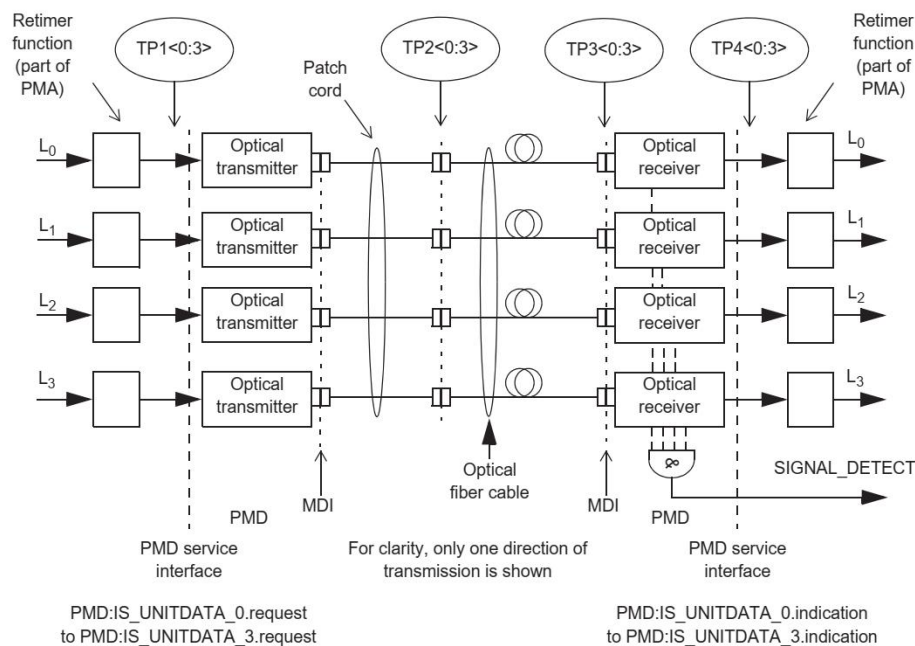 Retimer
function
(part of
PMA)
TP1<0:3>
Patch
cord
TP2<0:3>
TP3<0:3>
TP4<0:3>
Retimer
function
(part of
PMA)
L0
Optical
transmitter
Optical
receiver
L0
L1
Optical
transmitter
Optical
receiver
L1
L2
Optical
transmitter
Optical
receiver
L2
L3
Optical
transmitter
Optical
receiver
L3
&
SIGNAL_DETECT
PMD
MDI
Optical
fiber cable
MDI
PMD
PMD service
interface
For clarity, only one direction of
transmission is shown
PMD service
interface
PMD:IS_UNITDATA_0.request
to PMD:IS_UNITDATA_3.request
PMD:IS_UNITDATA_0.indication
to PMD:IS_UNITDATA_3.indication